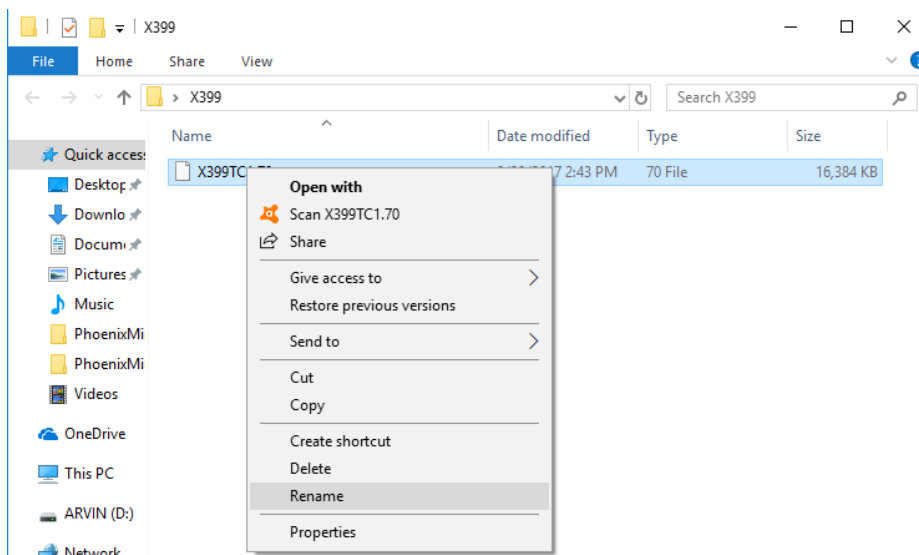 X399
File Home Share View
X399 Search X399
Name Date modified Type Size
Quick access
X399TC1.70 2:43 PM 70 File 16,384 KB
Desktop
Downlo
Docum
Pictures
Music
PhoenixMi
PhoenixMi
Videos
OneDrive
This PC
ARVIN (D:)
Network
Open with
Scan X399TC1.70
Share
Give access to
Restore previous versions
Send to
Cut
Copy
Create shortcut
Delete
Rename
Properties